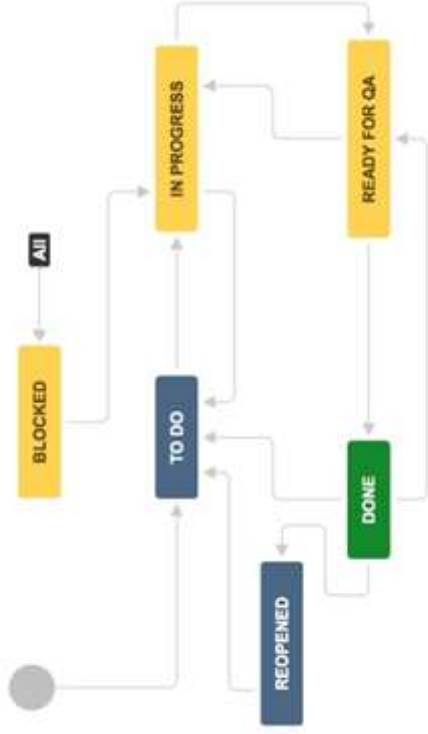 All
BLOCKED
IN PROGRESS
TO DO
READY FOR QA
DONE
REOPENED